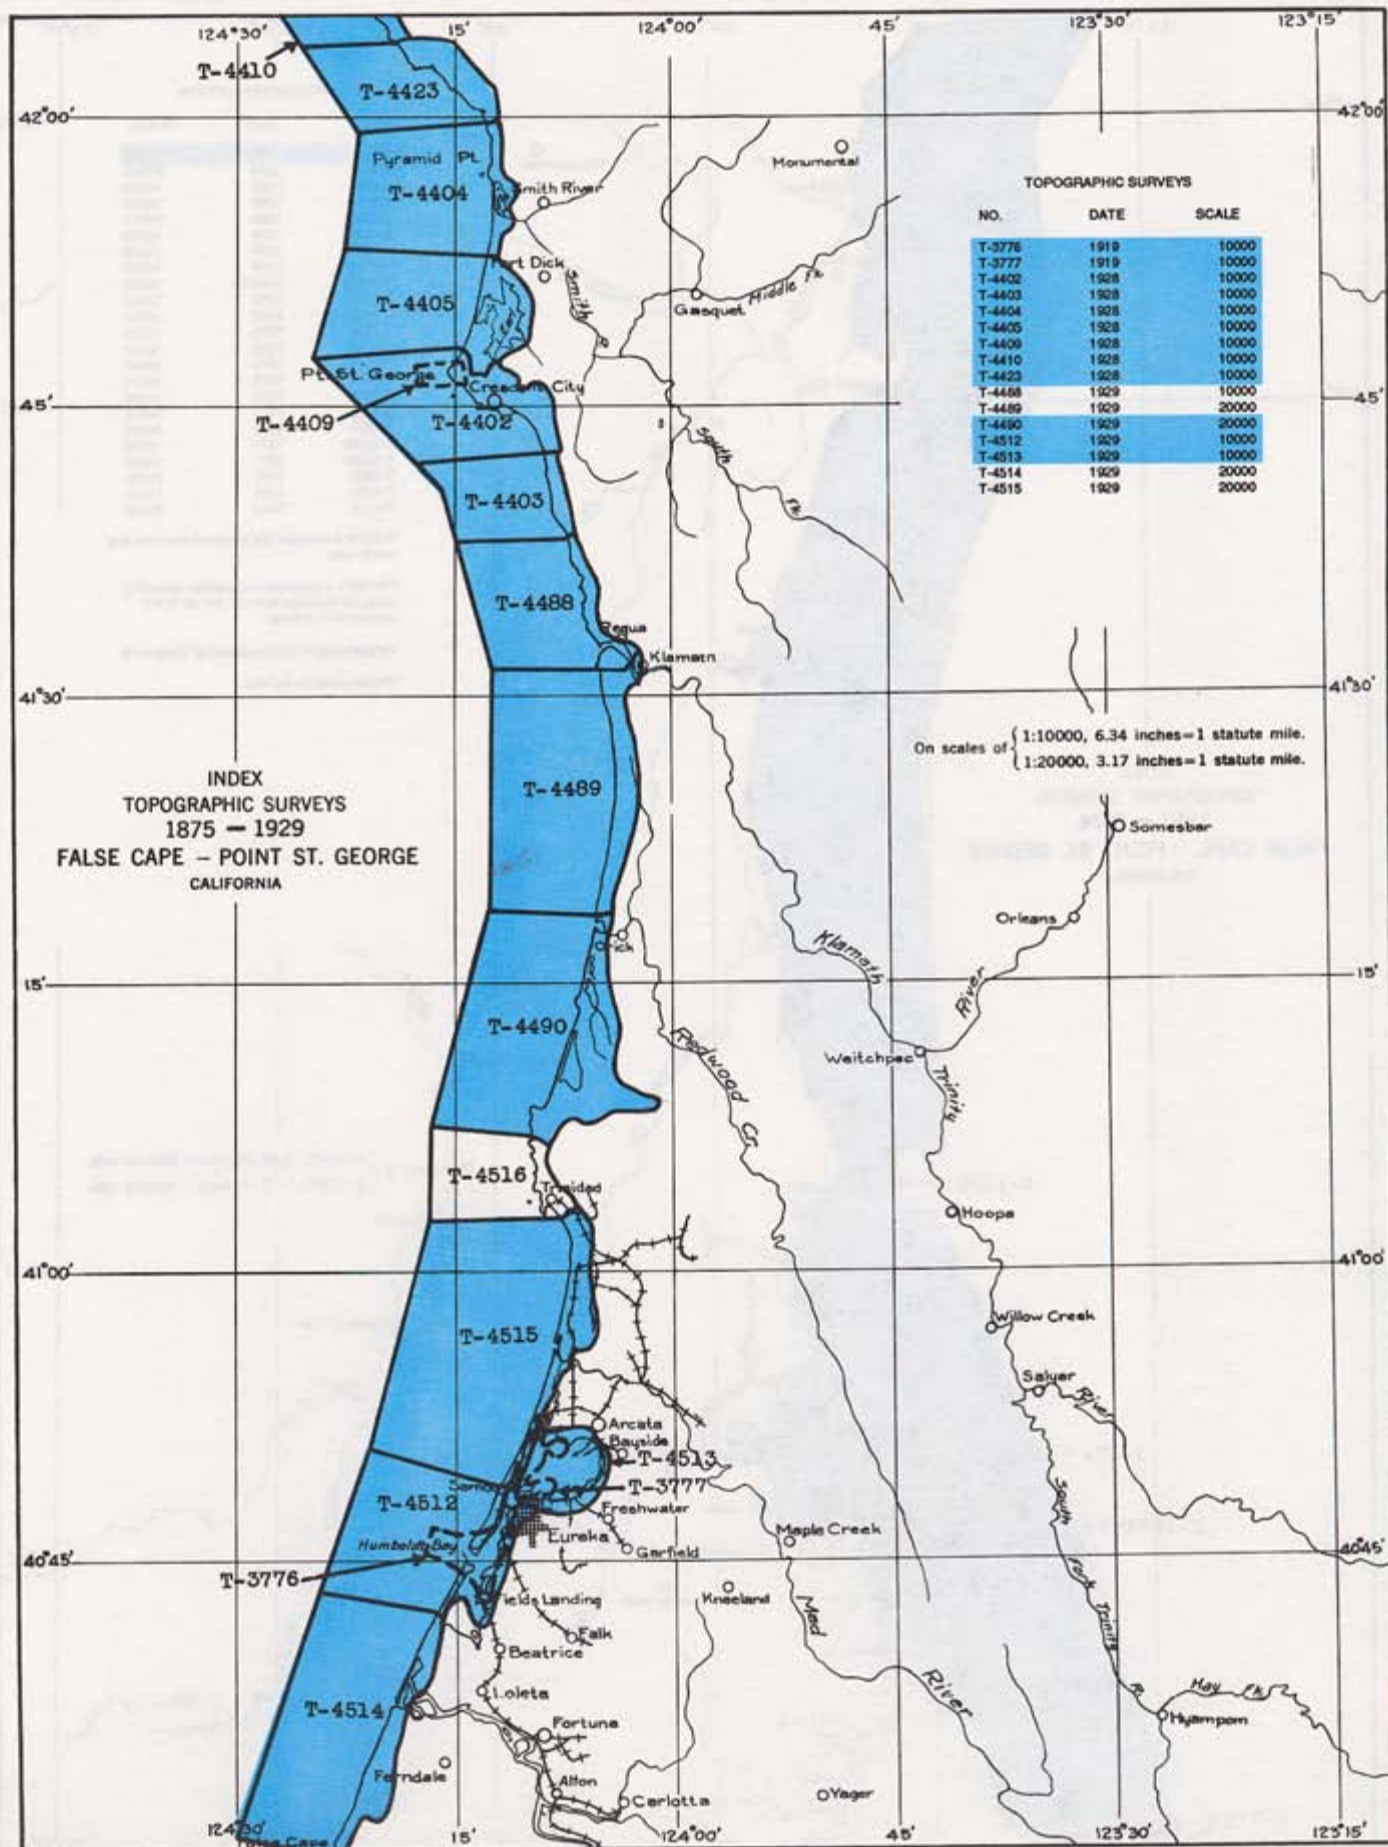 124°30'
15'
124°00'
45'
123°30'
123°15'
T-4410
T-4423
42°00'
42°00'
Pyramid Pt.
T-4404
Smith River
Monumental
TOPOGRAPHIC SURVEYS
NO. DATE SCALE
T-3776 1919 10000
T-3777 1919 10000
T-4402 1928 10000
T-4403 1928 10000
T-4404 1928 10000
T-4405 1928 10000
T-4409 1928 10000
T-4410 1928 10000
T-4423 1928 10000
T-4488 1929 10000
T-4489 1929 20000
T-4490 1929 20000
T-4512 1929 10000
T-4513 1929 10000
T-4514 1929 20000
T-4515 1929 20000
Fort Dick
Smith R.
Gasquet
Middle Fk
T-4405
Earl
Pt. St. George
Crescent City
45'
45'
T-4409
T-4402
South
Fk.
T-4403
T-4488
Requa
Klamath
41°30'
41°30'
On scales of
1:10000, 6.34 inches=1 statute mile.
1:20000, 3.17 inches=1 statute mile.
INDEX
TOPOGRAPHIC SURVEYS
1875 — 1929
FALSE CAPE – POINT ST. GEORGE
CALIFORNIA
T-4489
Somesbar
Orleans
Orick
Klamath
River
15'
15'
T-4490
Redwood Cr.
Weitchpec
Trinity
T-4516
Trinidad
Hoopa
41°00'
41°00'
Willow Creek
T-4515
Salyer
River
Arcata
Bayside
T-4513
Samoa
T-3777
T-4512
Freshwater
South Fork Trinity R.
Humboldt Bay
Eureka
Maple Creek
Garfield
40°45'
40°45'
T-3776
Kneeland
Fields Landing
Mad
River
Falk
Beatrice
Loleta
Hay Fk.
T-4514
Fortuna
Hyampom
Ferndale
Alton
Carlotta
Yager
False Cape
124°30'
15'
124°00'
45'
123°30'
123°15'